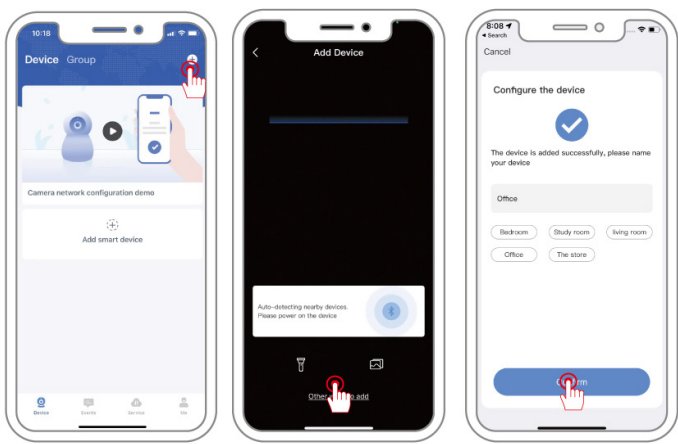 10:18
Device Group
Camera network configuration demo
Add smart device
Device Events Service Me
Add Device
Auto-detecting nearby devices.
Please power on the device
Other to add
8:08
Search
Cancel
Configure the device
The device is added successfully, please name
your device
Office
Bedroom Study room living room
Office The store